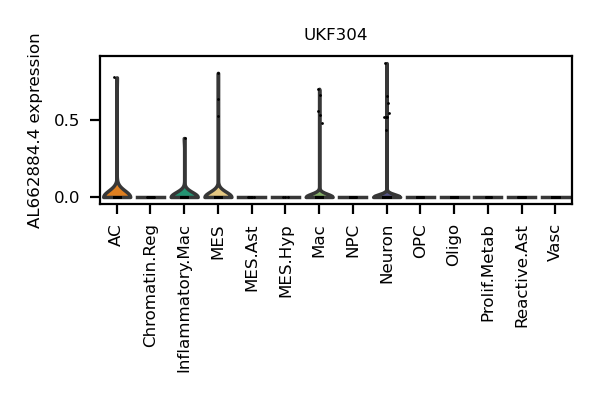 UKF304
AL662884.4 expression
0.5
0.0
AC
Chromatin.Reg
Inflammatory.Mac
MES
MES.Ast
MES.Hyp
Mac
NPC
Neuron
OPC
Oligo
Prolif.Metab
Reactive.Ast
Vasc